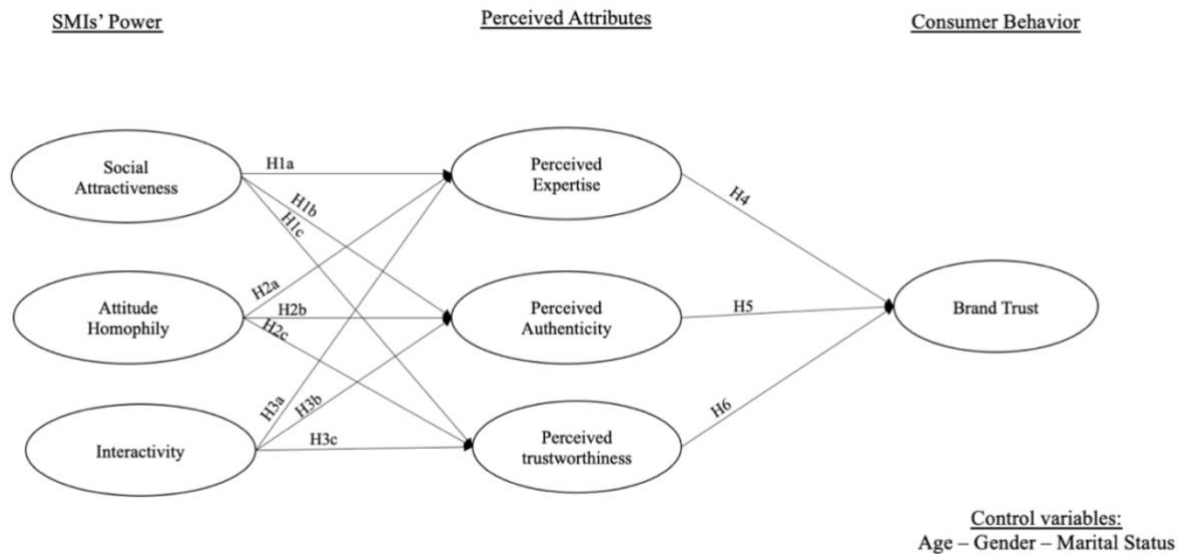 SMIs' Power
Perceived Attributes
Consumer Behavior
Social
Attractiveness
H1a
H1b
H1c
Perceived
Expertise
H4
Attitude
Homophily
H2a
H2b
H2c
Perceived
Authenticity
H5
Brand Trust
Interactivity
H3a
H3b
H3c
Perceived
trustworthiness
H6
Control variables:
Age – Gender – Marital Status